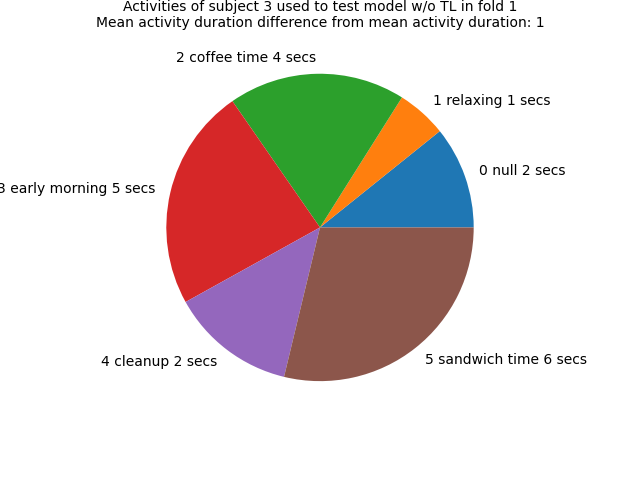 Activities of subject 3 used to test model w/o TL in fold 1
Mean activity duration difference from mean activity duration: 1
2 coffee time 4 secs
1 relaxing 1 secs
0 null 2 secs
3 early morning 5 secs
4 cleanup 2 secs
5 sandwich time 6 secs